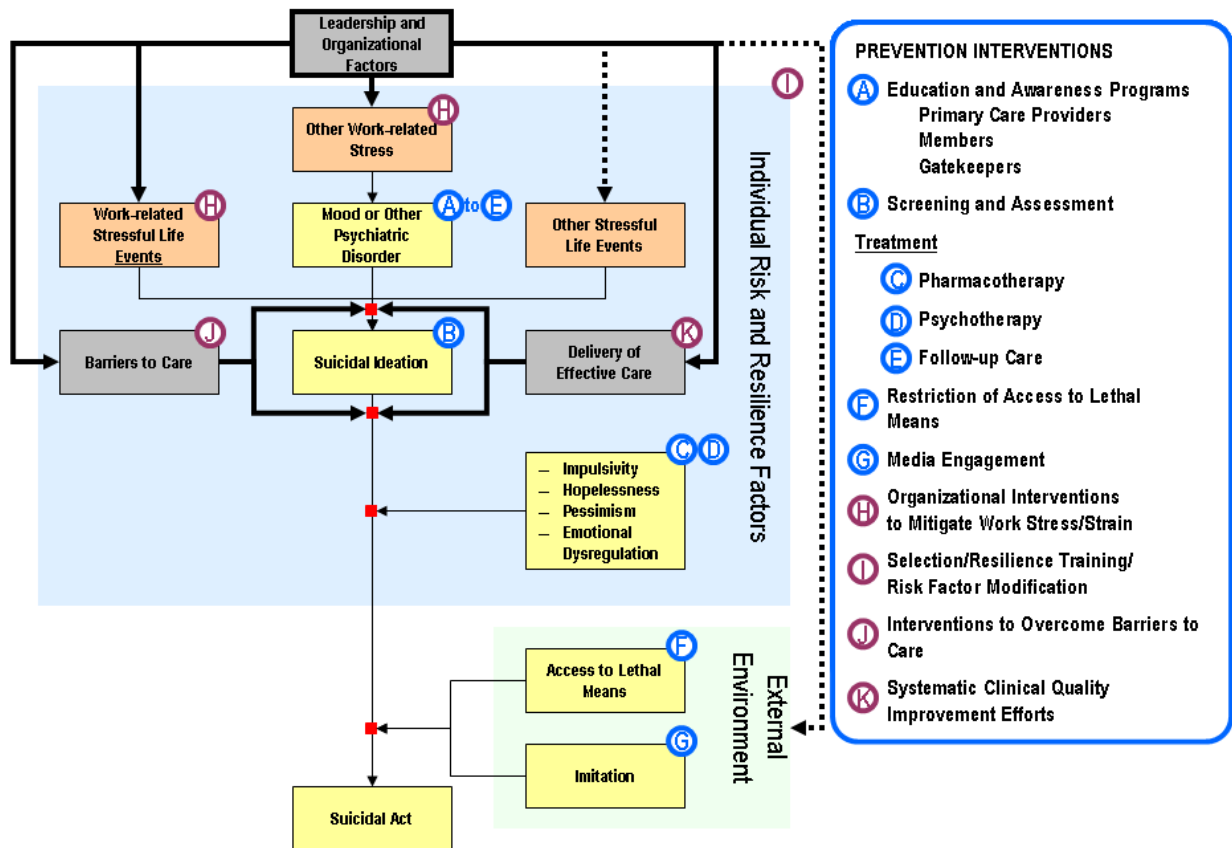 Leadership and
Organizational
Factors
I
H
Other Work-related
Stress
H
Work-related
Stressful Life
Events
A to E
Mood or Other
Psychiatric
Disorder
Other Stressful
Life Events
J
Barriers to Care
B
Suicidal Ideation
K
Delivery of
Effective Care
C D
– Impulsivity
– Hopelessness
– Pessimism
– Emotional
Dysregulation
Individual Risk and Resilience Factors
F
Access to Lethal
Means
G
Imitation
External
Environment
Suicidal Act
PREVENTION INTERVENTIONS
A Education and Awareness Programs
Primary Care Providers
Members
Gatekeepers
B Screening and Assessment
Treatment
C Pharmacotherapy
D Psychotherapy
E Follow-up Care
F Restriction of Access to Lethal
Means
G Media Engagement
H Organizational Interventions
to Mitigate Work Stress/Strain
I Selection/Resilience Training/
Risk Factor Modification
J Interventions to Overcome Barriers to
Care
K Systematic Clinical Quality
Improvement Efforts